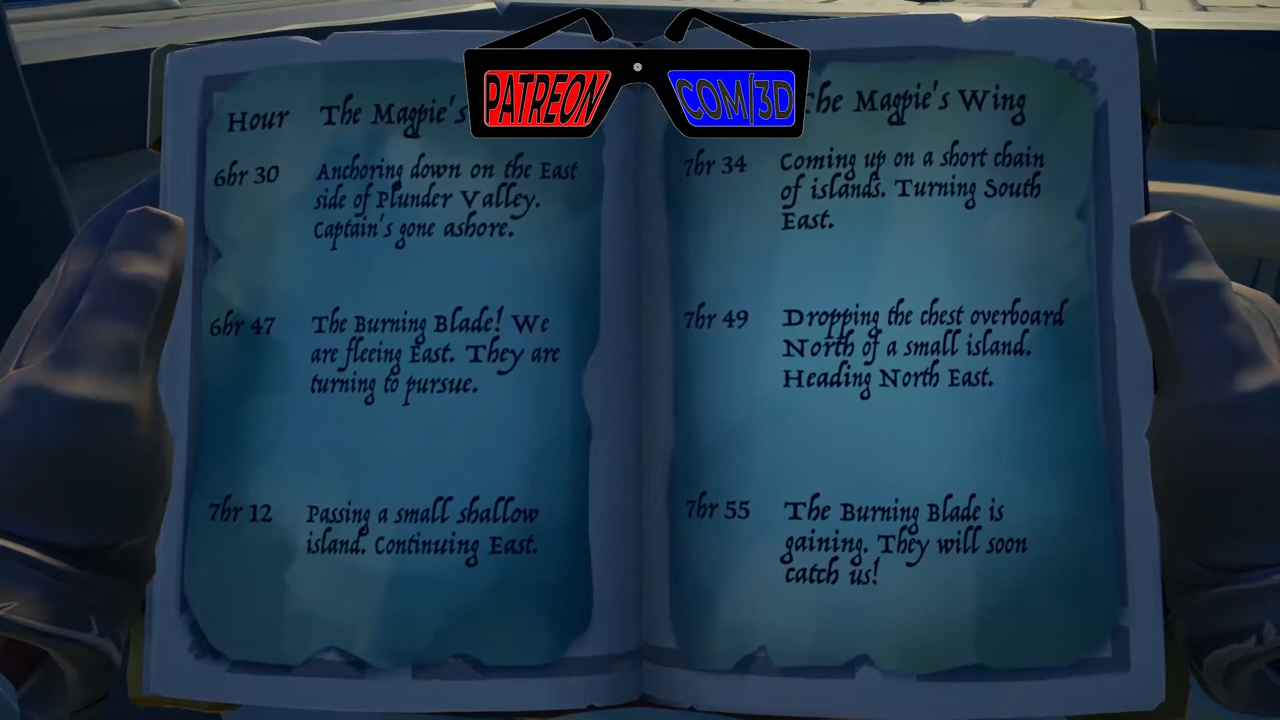 PATREON COM/3D
Hour The Magpie's
6hr 30 Anchoring down on the East
side of Plunder Valley.
Captain's gone ashore.
6hr 47 The Burning Blade! We
are fleeing East. They are
turning to pursue.
7hr 12 Passing a small shallow
island. Continuing East.
The Magpie's Wing
7hr 34 Coming up on a short chain
of islands. Turning South
East.
7hr 49 Dropping the chest overboard
North of a small island.
Heading North East.
7hr 55 The Burning Blade is
gaining. They will soon
catch us!